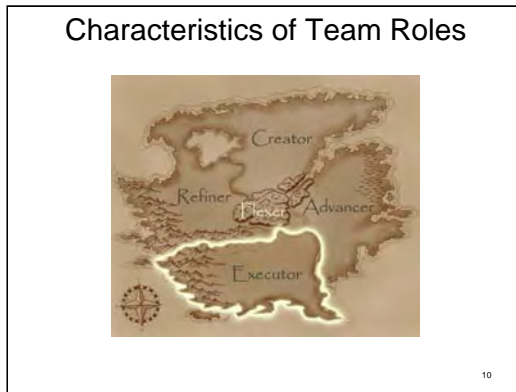 Characteristics of Team Roles
Creator
Refiner
Flexer
Advancer
Executor
10